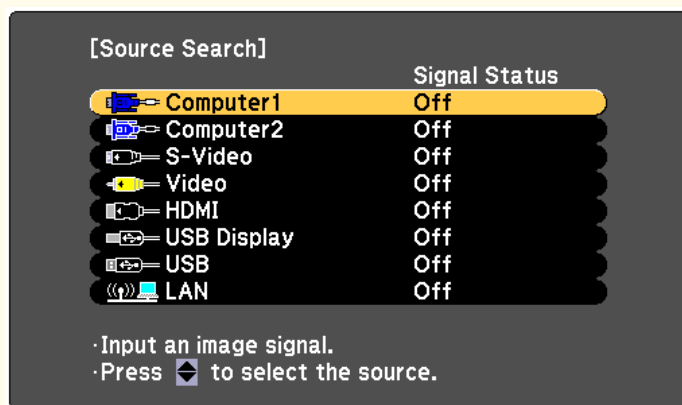 [Source Search]
Signal Status
Computer1 Off
Computer2 Off
S-Video Off
Video Off
HDMI Off
USB Display Off
USB Off
LAN Off
·Input an image signal.
·Press to select the source.